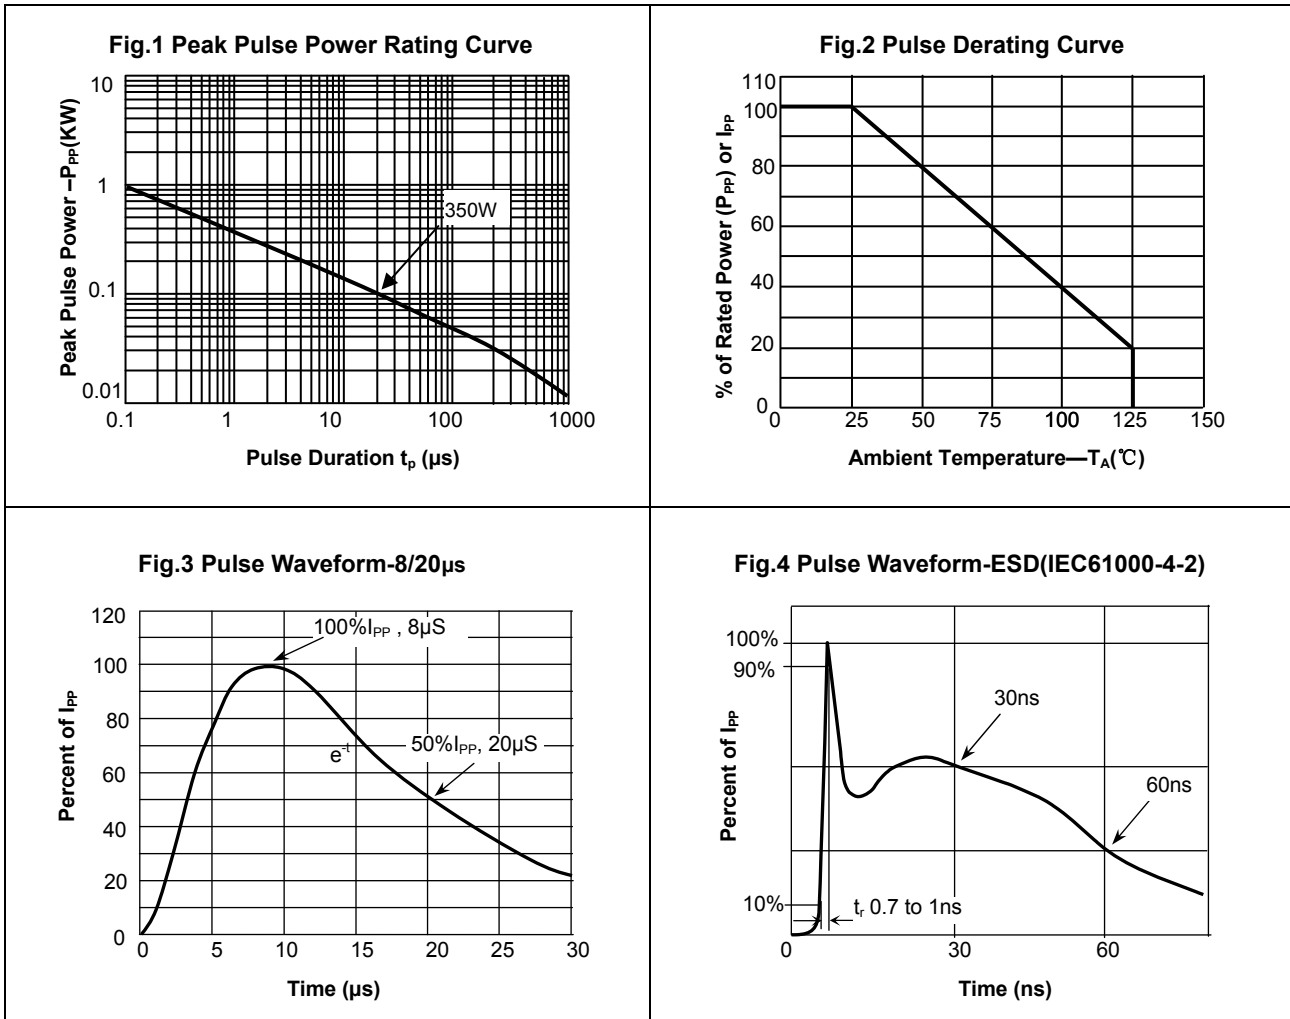 Fig.1 Peak Pulse Power Rating Curve
Peak Pulse Power –PPP(KW)
10
1
0.1
0.01
350W
0.1 1 10 100 1000
Pulse Duration tp (µs)
Fig.2 Pulse Derating Curve
% of Rated Power (PPP) or IPP
110
100
80
60
40
20
0
0 25 50 75 100 125 150
Ambient Temperature—TA(℃)
Fig.3 Pulse Waveform-8/20µs
Percent of IPP
120
100
80
60
40
20
0
100%IPP , 8µS
e-t
50%IPP, 20µS
0 5 10 15 20 25 30
Time (µs)
Fig.4 Pulse Waveform-ESD(IEC61000-4-2)
Percent of IPP
100%
90%
10%
30ns
60ns
tr 0.7 to 1ns
0 30 60
Time (ns)